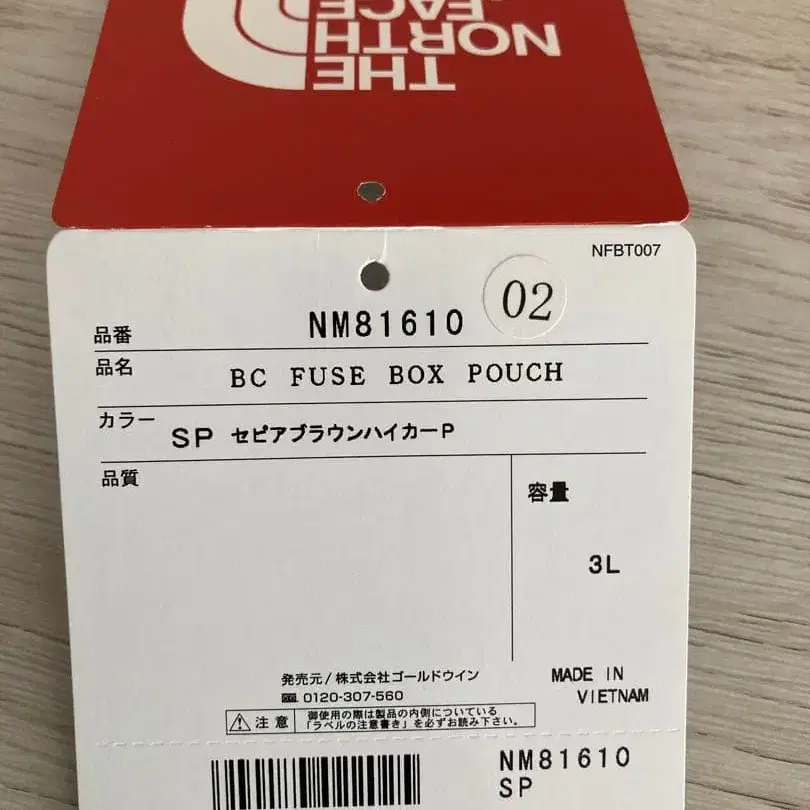 THE
NORTH
FACE
NFBT007
02
品番 NM81610
品名 BC FUSE BOX POUCH
カラー SP セピアブラウンハイカーP
品質
容量
3L
発売元/株式会社ゴールドウイン
0120-307-560
MADE IN
VIETNAM
注意
御使用の際は製品の内側についている
「ラベルの注意書き」を必ずお読み下さい。
NM81610
SP